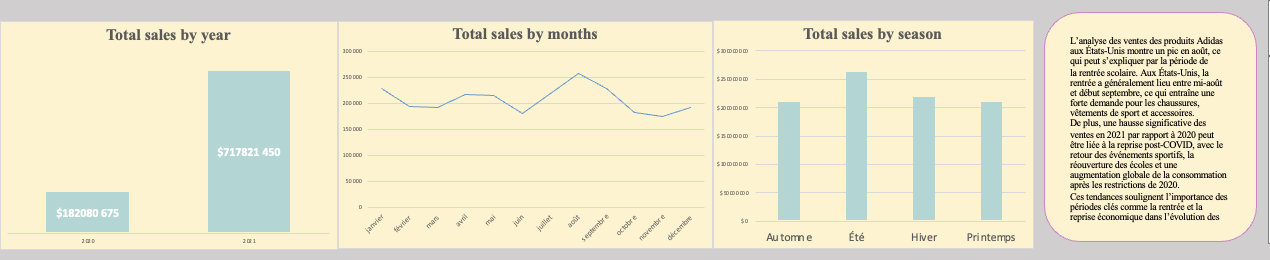 Total sales by year
$717821 450
$182080 675
2020
2021
Total sales by months
300 000
250 000
200 000
150 000
100 000
50 000
0
janvier
février
mars
avril
mai
juin
juillet
août
septembre
octobre
novembre
décembre
Total sales by season
$300000000
$250000000
$200000000
$150000000
$100000000
$50000000
$0
Automne
Été
Hiver
Printemps
L’analyse des ventes des produits Adidas
aux États-Unis montre un pic en août, ce
qui peut s’expliquer par la période de
la rentrée scolaire. Aux États-Unis, la
rentrée a généralement lieu entre mi-août
et début septembre, ce qui entraîne une
forte demande pour les chaussures,
vêtements de sport et accessoires.
De plus, une hausse significative des
ventes en 2021 par rapport à 2020 peut
être liée à la reprise post-COVID, avec le
retour des événements sportifs, la
réouverture des écoles et une
augmentation globale de la consommation
après les restrictions de 2020.
Ces tendances soulignent l’importance des
périodes clés comme la rentrée et la
reprise économique dans l’évolution des